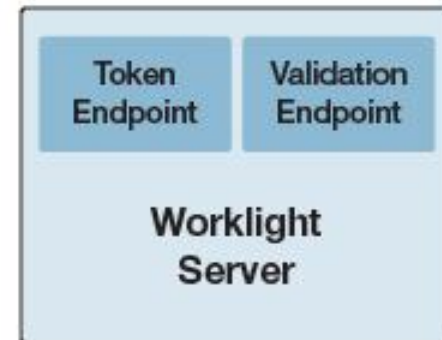 Token
Endpoint
Validation
Endpoint
Worklight
Server